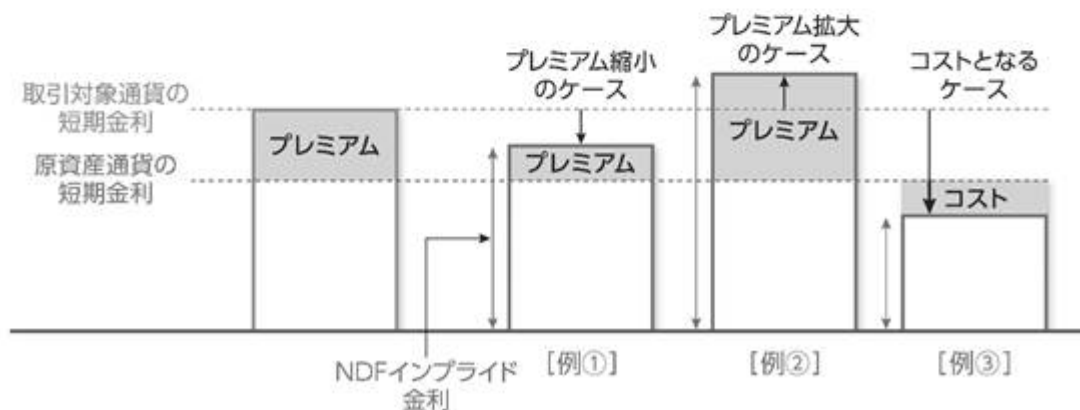 プレミアム縮小
のケース
プレミアム拡大
のケース
コストとなる
ケース
取引対象通貨の
短期金利
原資産通貨の
短期金利
プレミアム
プレミアム
プレミアム
コスト
NDFインプライド
金利
[例①]
[例②]
[例③]